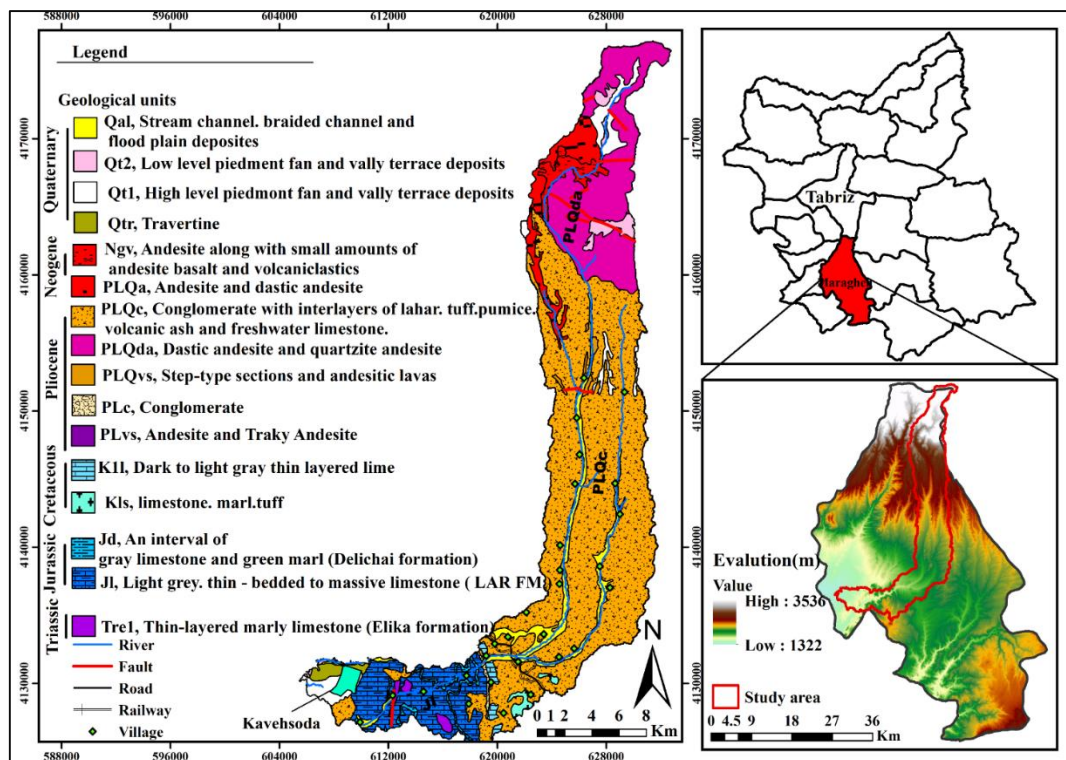 588000 596000 604000 612000 620000 628000
Legend
Geological units
Quaternary
Qal, Stream channel. braided channel and
flood plain deposites
Qt2, Low level piedment fan and vally terrace deposits
Qt1, High level piedmont fan and vally terrace deposits
Qtr, Travertine
Neogene
Ngv, Andesite along with small amounts of
andesite basalt and volcaniclastics
PLQa, Andesite and dastic andesite
Pliocene
PLQc, Conglomerate with interlayers of lahar. tuff.pumice.
volcanic ash and freshwater limestone.
PLQda, Dastic andesite and quartzite andesite
PLQvs, Step-type sections and andesitic lavas
PLc, Conglomerate
PLvs, Andesite and Traky Andesite
Cretaceous
K1l, Dark to light gray thin layered lime
Kls, limestone. marl.tuff
Jurassic
Jd, An interval of
gray limestone and green marl (Delichai formation)
Jl, Light grey. thin - bedded to massive limestone ( LAR FM.)
Triassic
Tre1, Thin-layered marly limestone (Elika formation)
River
Fault
Road
Railway
Village
Kavehsoda
PLQda
PLQc
Jl
N
0 1 2 4 6 8
Km
4170000
4160000
4150000
4140000
4130000
588000 596000 604000 612000 620000 628000
Tabriz
Maragheh
Evalution(m)
Value
High : 3536
Low : 1322
Study area
0 4.5 9 18 27 36
Km